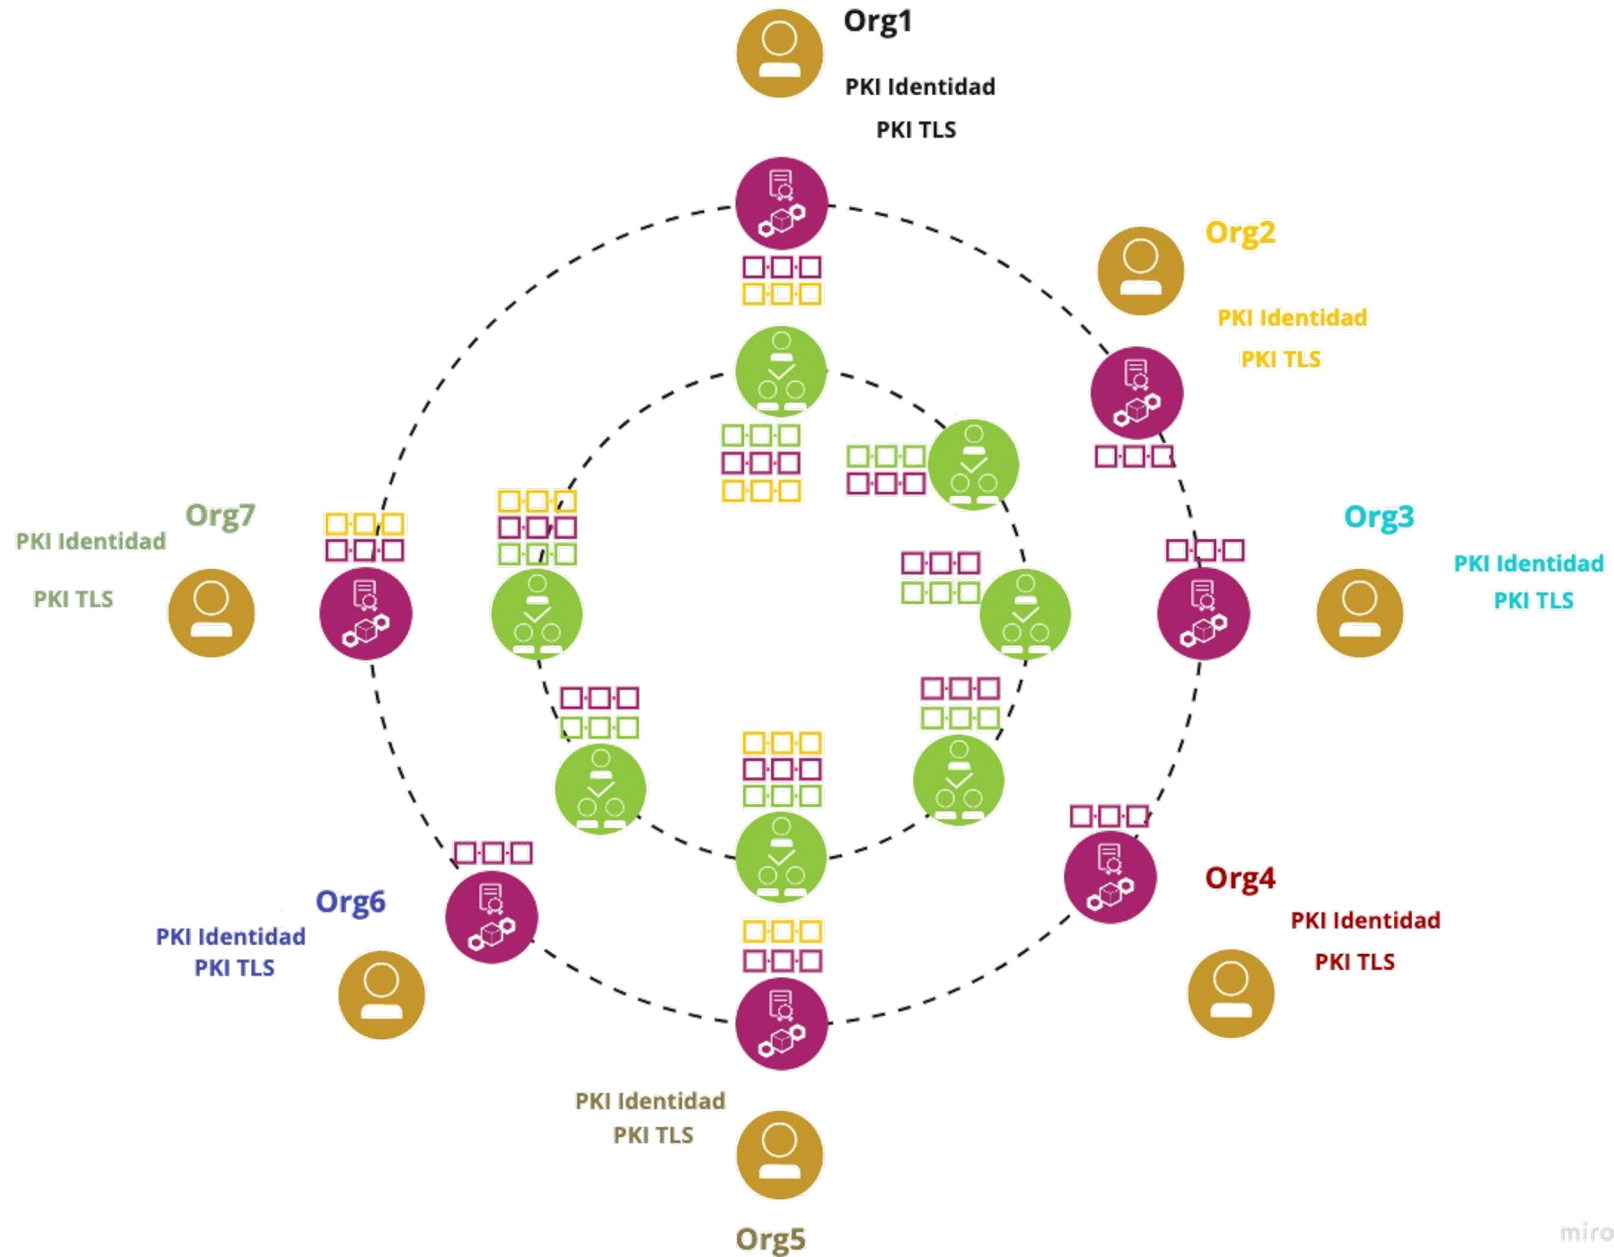 Org1
PKI Identidad
PKI TLS
Org2
PKI Identidad
PKI TLS
Org3
PKI Identidad
PKI TLS
Org4
PKI Identidad
PKI TLS
PKI Identidad
PKI TLS
Org5
Org6
PKI Identidad
PKI TLS
Org7
PKI Identidad
PKI TLS
miro